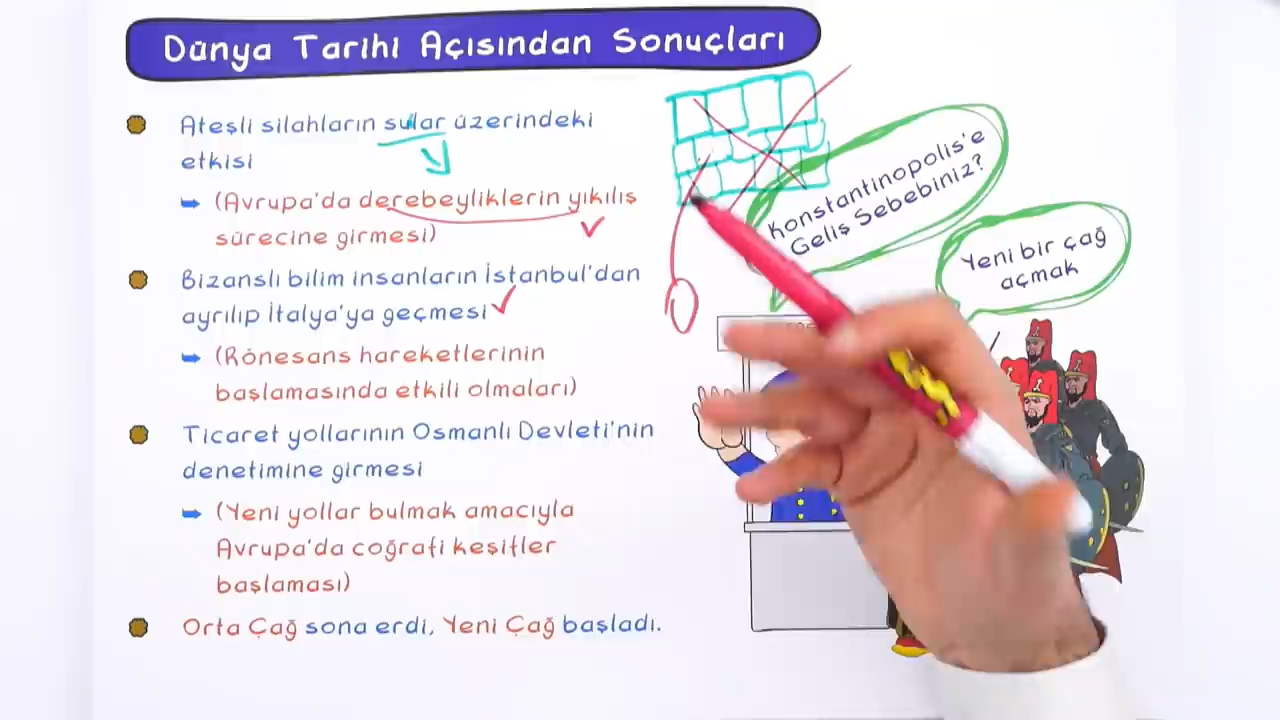 Dünya Tarihi Açısından Sonuçları
Ateşli silahların sular üzerindeki
etkisi
(Avrupa'da derebeyliklerin yıkılış
sürecine girmesi)
Bizanslı bilim insanların İstanbul'dan
ayrılıp İtalya'ya geçmesi
(Rönesans hareketlerinin
başlamasında etkili olmaları)
Ticaret yollarının Osmanlı Devleti'nin
denetimine girmesi
(Yeni yollar bulmak amacıyla
Avrupa'da coğrafi keşifler
başlaması)
Orta Çağ sona erdi, Yeni Çağ başladı.
Konstantinopolis'e
Geliş Sebebiniz?
Yeni bir çağ
açmak